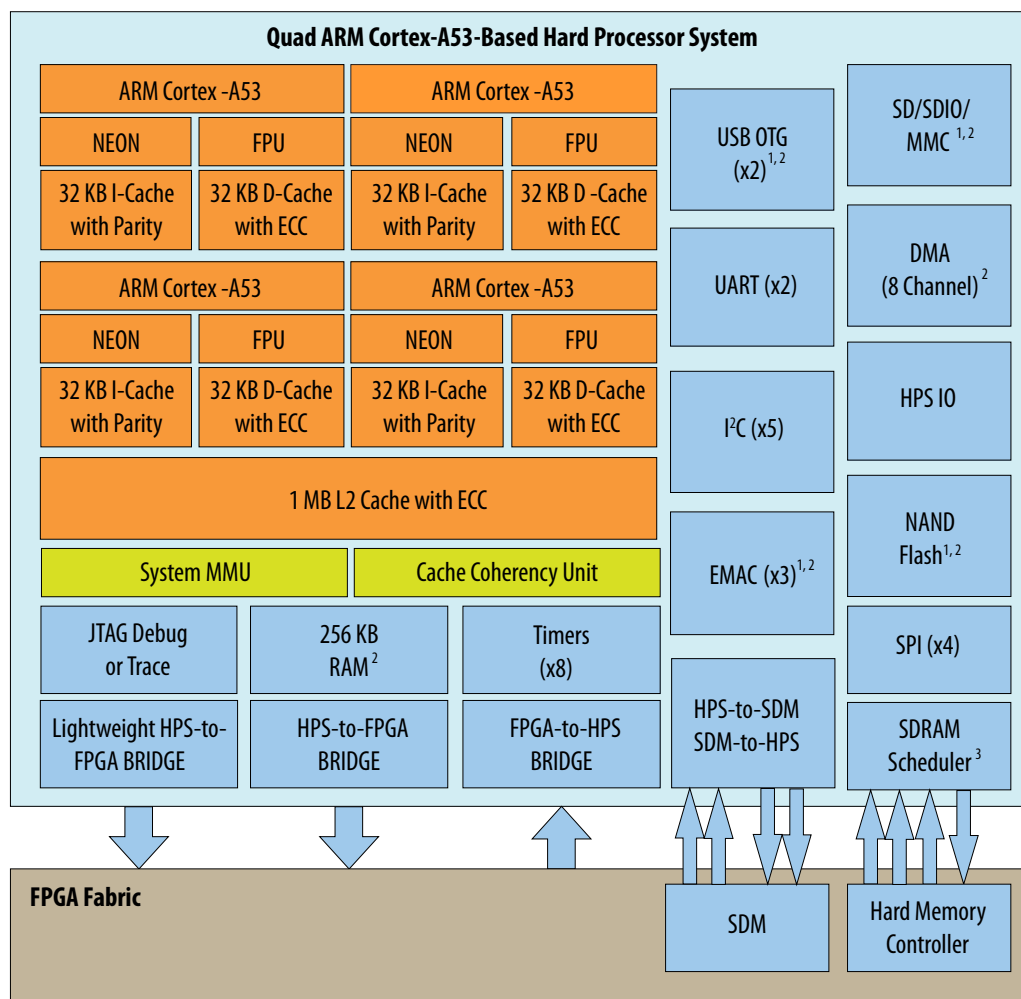 Quad ARM Cortex-A53-Based Hard Processor System
ARM Cortex -A53
ARM Cortex -A53
NEON
FPU
NEON
FPU
32 KB I-Cache
with Parity
32 KB D-Cache
with ECC
32 KB I-Cache
with Parity
32 KB D -Cache
with ECC
ARM Cortex -A53
ARM Cortex -A53
NEON
FPU
NEON
FPU
32 KB I-Cache
with Parity
32 KB D-Cache
with ECC
32 KB I-Cache
with Parity
32 KB D-Cache
with ECC
1 MB L2 Cache with ECC
System MMU
Cache Coherency Unit
JTAG Debug
or Trace
256 KB
RAM 2
Timers
(x8)
Lightweight HPS-to-
FPGA BRIDGE
HPS-to-FPGA
BRIDGE
FPGA-to-HPS
BRIDGE
USB OTG
(x2) 1, 2
UART (x2)
I²C (x5)
EMAC (x3) 1, 2
HPS-to-SDM
SDM-to-HPS
SD/SDIO/
MMC 1, 2
DMA
(8 Channel) 2
HPS IO
NAND
Flash 1, 2
SPI (x4)
SDRAM
Scheduler 3
FPGA Fabric
SDM
Hard Memory
Controller